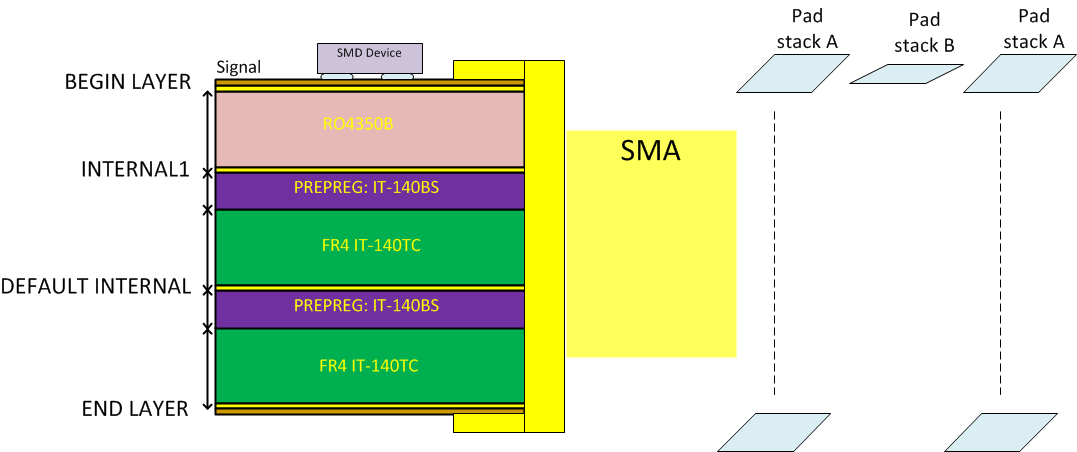 Pad
stack A
Pad
stack B
Pad
stack A
SMD Device
Signal
BEGIN LAYER
RO4350B
SMA
INTERNAL1
PREPREG: IT-140BS
FR4 IT-140TC
DEFAULT INTERNAL
PREPREG: IT-140BS
FR4 IT-140TC
END LAYER